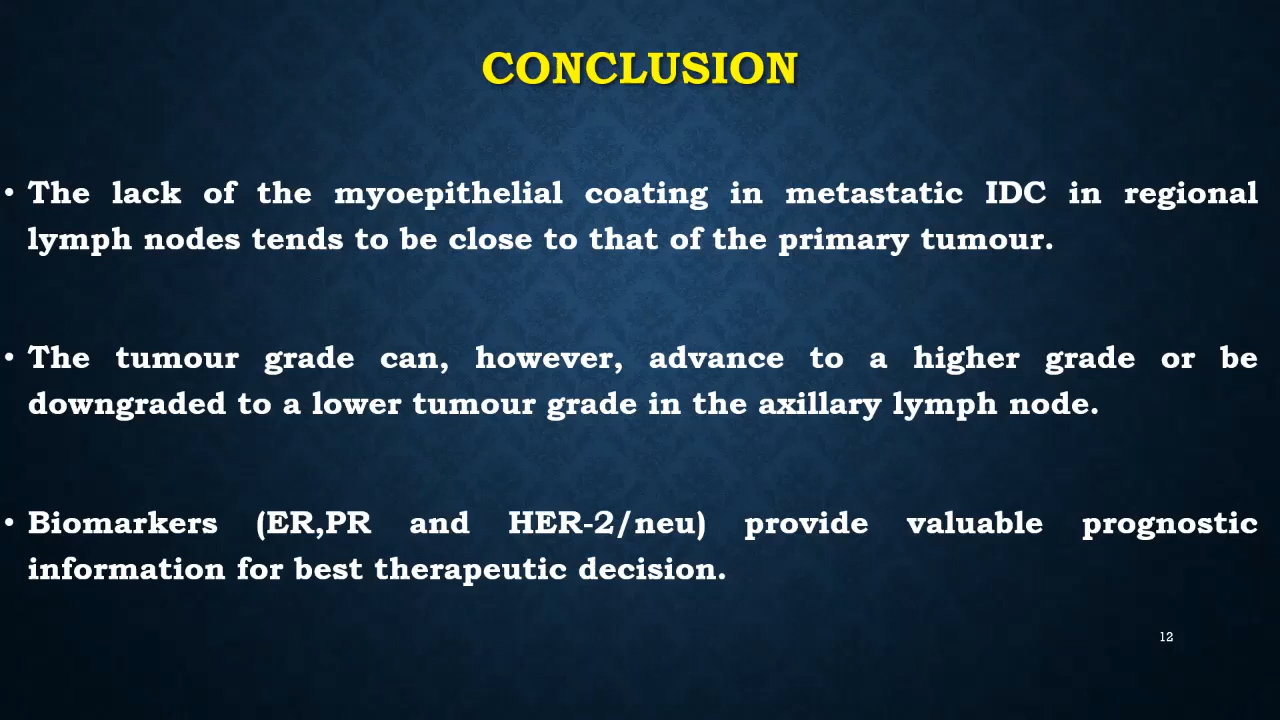 CONCLUSION
• The lack of the myoepithelial coating in metastatic IDC in regional
lymph nodes tends to be close to that of the primary tumour.
• The tumour grade can, however, advance to a higher grade or be
downgraded to a lower tumour grade in the axillary lymph node.
• Biomarkers (ER,PR and HER-2/neu) provide valuable prognostic
information for best therapeutic decision.
12